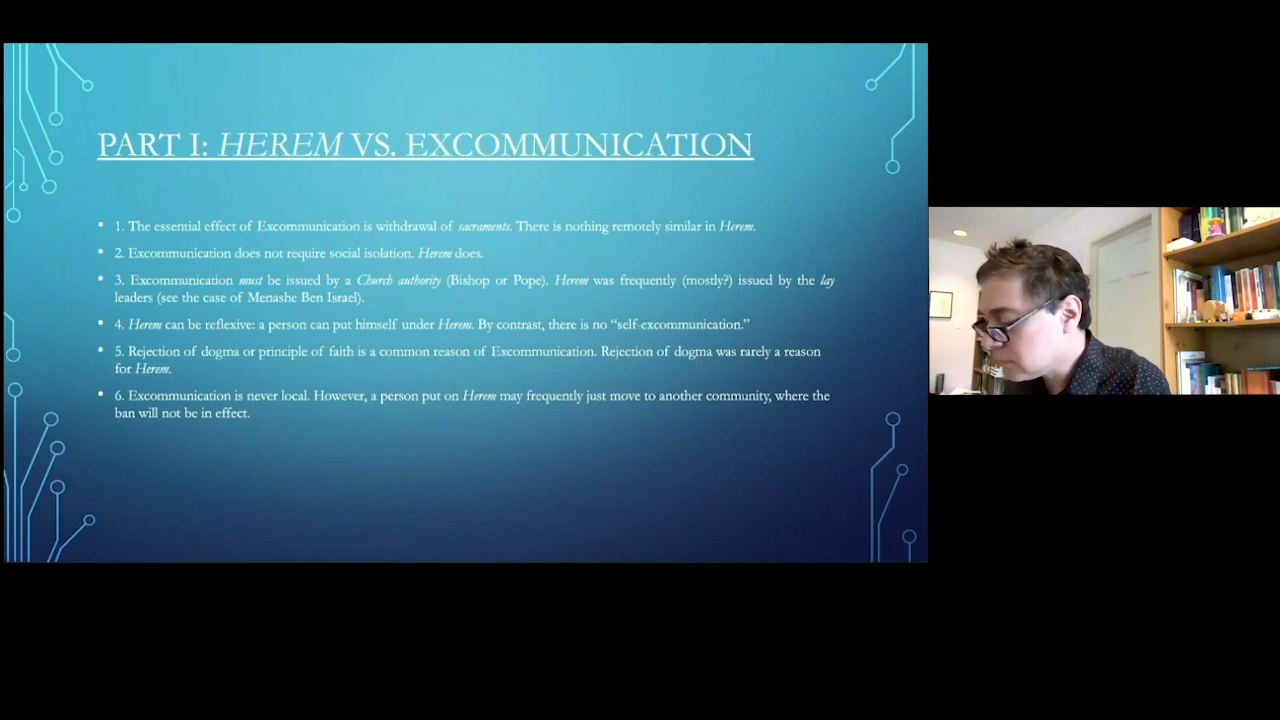 PART I: HEREM VS. EXCOMMUNICATION
• 1. The essential effect of Excommunication is withdrawal of sacraments. There is nothing remotely similar in Herem.
• 2. Excommunication does not require social isolation. Herem does.
• 3. Excommunication must be issued by a Church authority (Bishop or Pope). Herem was frequently (mostly?) issued by the lay
leaders (see the case of Menashe Ben Israel).
• 4. Herem can be reflexive: a person can put himself under Herem. By contrast, there is no “self-excommunication.”
• 5. Rejection of dogma or principle of faith is a common reason of Excommunication. Rejection of dogma was rarely a reason
for Herem.
• 6. Excommunication is never local. However, a person put on Herem may frequently just move to another community, where the
ban will not be in effect.